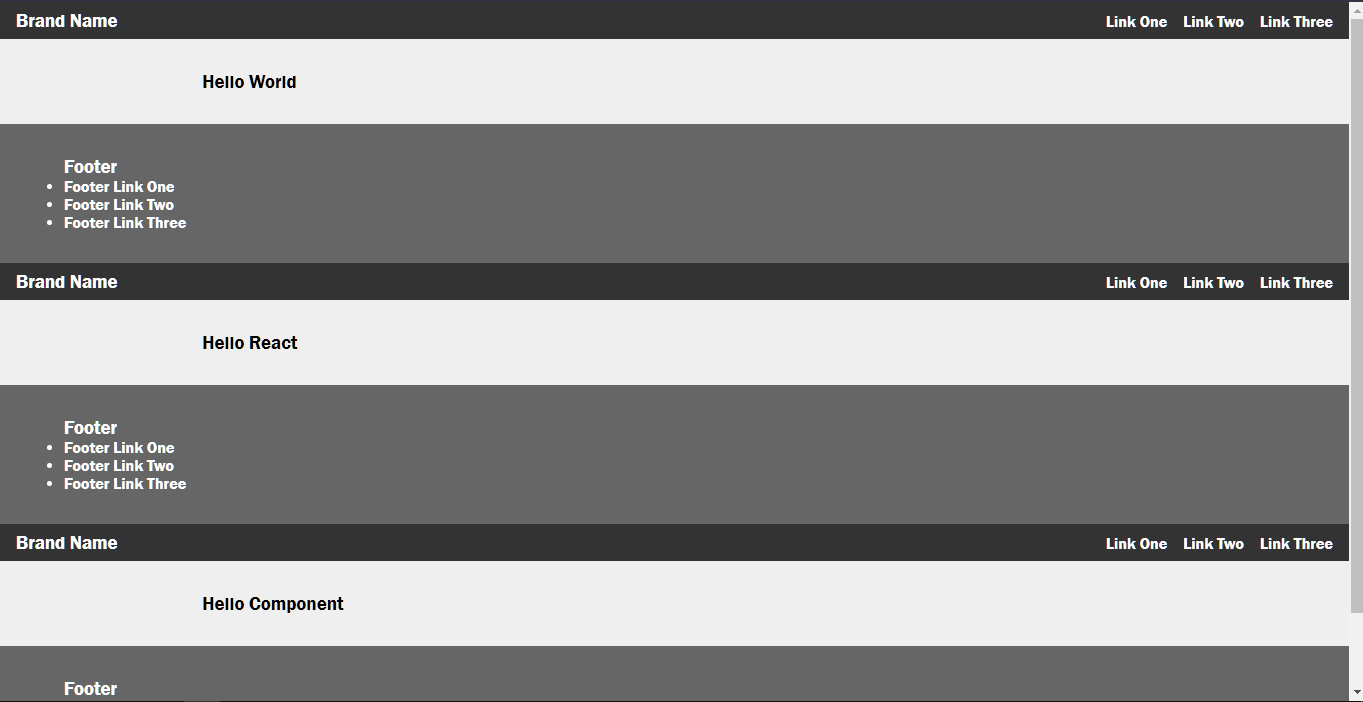 Brand Name Link One Link Two Link Three
Hello World
Footer
Footer Link One
Footer Link Two
Footer Link Three
Brand Name Link One Link Two Link Three
Hello React
Footer
Footer Link One
Footer Link Two
Footer Link Three
Brand Name Link One Link Two Link Three
Hello Component
Footer